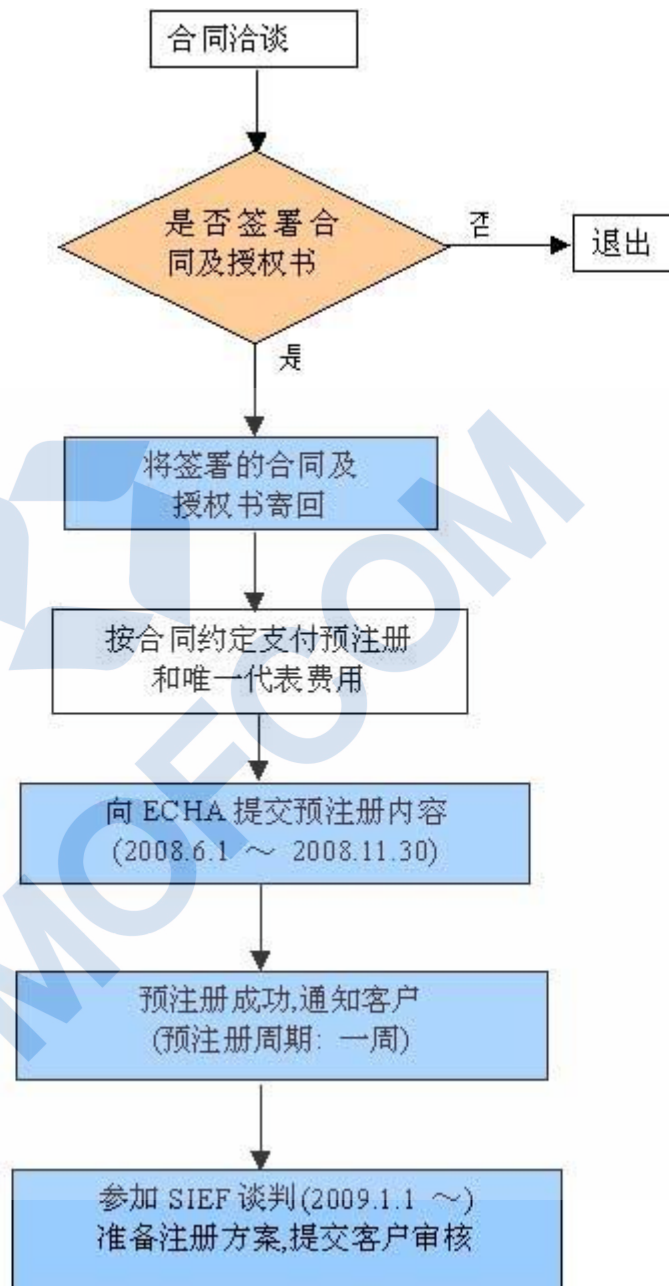 合同洽谈
是否签署合
同及授权书
否
退出
是
将签署的合同及
授权书寄回
按合同约定支付预注册
和唯一代表费用
向 ECHA 提交预注册内容
(2008.6.1 ～ 2008.11.30)
预注册成功,通知客户
(预注册周期: 一周)
参加 SIEF 谈判(2009.1.1 ～)
准备注册方案,提交客户审核
MOFCOM